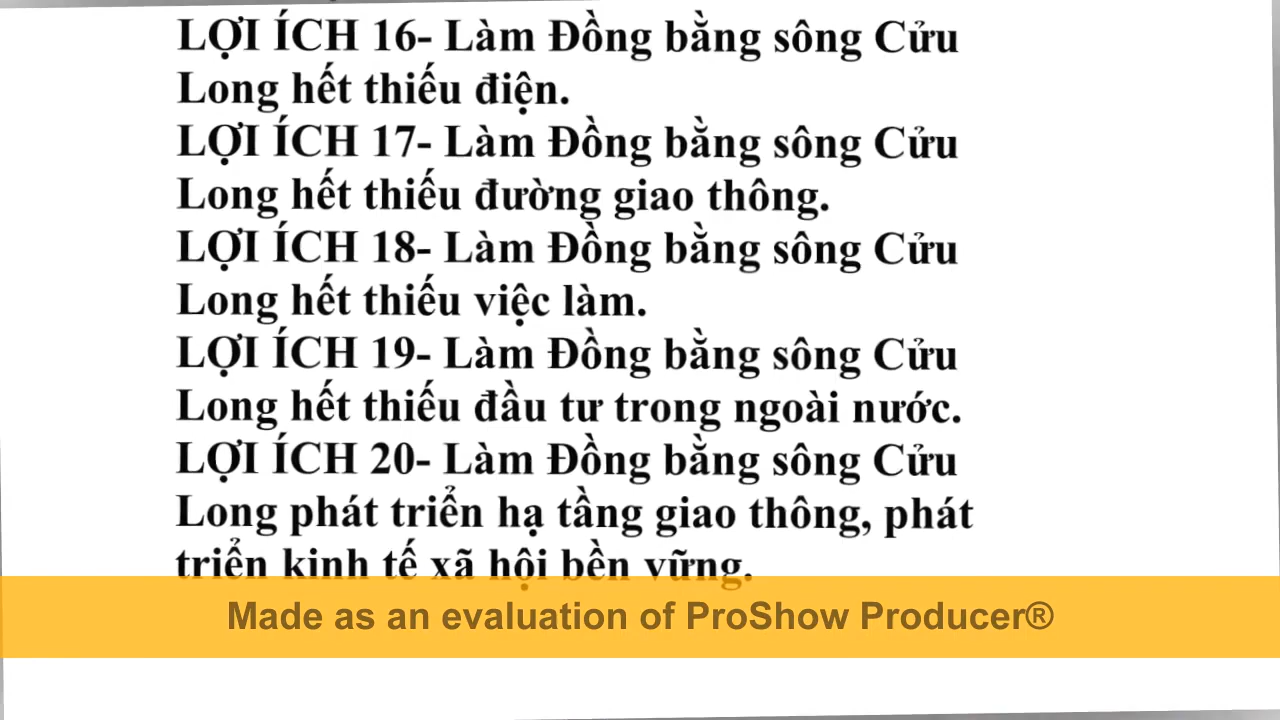 LỢI ÍCH 16- Làm Đồng bằng sông Cửu
Long hết thiếu điện.
LỢI ÍCH 17- Làm Đồng bằng sông Cửu
Long hết thiếu đường giao thông.
LỢI ÍCH 18- Làm Đồng bằng sông Cửu
Long hết thiếu việc làm.
LỢI ÍCH 19- Làm Đồng bằng sông Cửu
Long hết thiếu đầu tư trong ngoài nước.
LỢI ÍCH 20- Làm Đồng bằng sông Cửu
Long phát triển hạ tầng giao thông, phát
triển kinh tế xã hội bền vững.
Made as an evaluation of ProShow Producer®